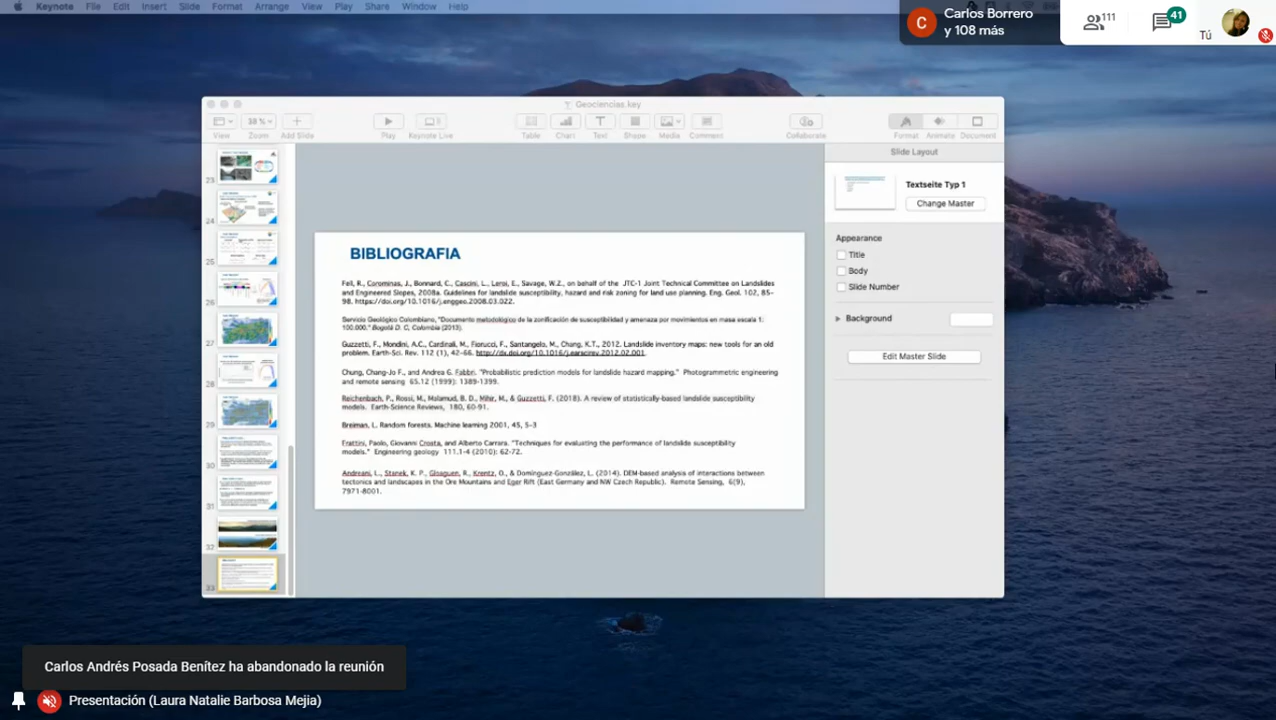 Keynote File Edit Insert Slide Format Arrange View Play Share Window Help
Carlos Borrero
y 108 más
C
111
41
Tú
Geociencias.key
38 %
View Zoom Add Slide Play Keynote Live Table Chart Text Shape Media Comment Collaborate Format Animate Document
Slide Layout
Textseite Typ 1
Change Master
Appearance
Title
Body
Slide Number
Background
Edit Master Slide
23
24
25
26
27
28
29
30
31
32
33
BIBLIOGRAFIA
Fell, R., Corominas, J., Bonnard, C., Cascini, L., Leroi, E., Savage, W.Z., on behalf of the JTC-1 Joint Technical Committee on Landslides
and Engineered Slopes, 2008a. Guidelines for landslide susceptibility, hazard and risk zoning for land use planning. Eng. Geol. 102, 85-
98. https://doi.org/10.1016/j.enggeo.2008.03.022.
Servicio Geológico Colombiano, "Documento metodológico de la zonificación de susceptibilidad y amenaza por movimientos en masa escala 1:
100.000." Bogotá D. C, Colombia (2013).
Guzzetti, F., Mondini, A.C., Cardinali, M., Fiorucci, F., Santangelo, M., Chang, K.T., 2012. Landslide inventory maps: new tools for an old
problem. Earth-Sci. Rev. 112 (1), 42-66. http://dx.doi.org/10.1016/j.earscirev.2012.02.001.
Chung, Chang-Jo F., and Andrea G. Fabbri. "Probabilistic prediction models for landslide hazard mapping." Photogrammetric engineering
and remote sensing 65.12 (1999): 1389-1399.
Reichenbach, P., Rossi, M., Malamud, B. D., Mihir, M., & Guzzetti, F. (2018). A review of statistically-based landslide susceptibility
models. Earth-Science Reviews, 180, 60-91.
Breiman, L. Random forests. Machine learning 2001, 45, 5-3
Frattini, Paolo, Giovanni Crosta, and Alberto Carrara. "Techniques for evaluating the performance of landslide susceptibility
models." Engineering geology 111.1-4 (2010): 62-72.
Andreani, L., Stanek, K. P., Gloaguen, R., Krentz, O., & Domínguez-González, L. (2014). DEM-based analysis of interactions between
tectonics and landscapes in the Ore Mountains and Eger Rift (East Germany and NW Czech Republic). Remote Sensing, 6(9),
7971-8001.
Carlos Andrés Posada Benítez ha abandonado la reunión
Presentación (Laura Natalie Barbosa Mejia)